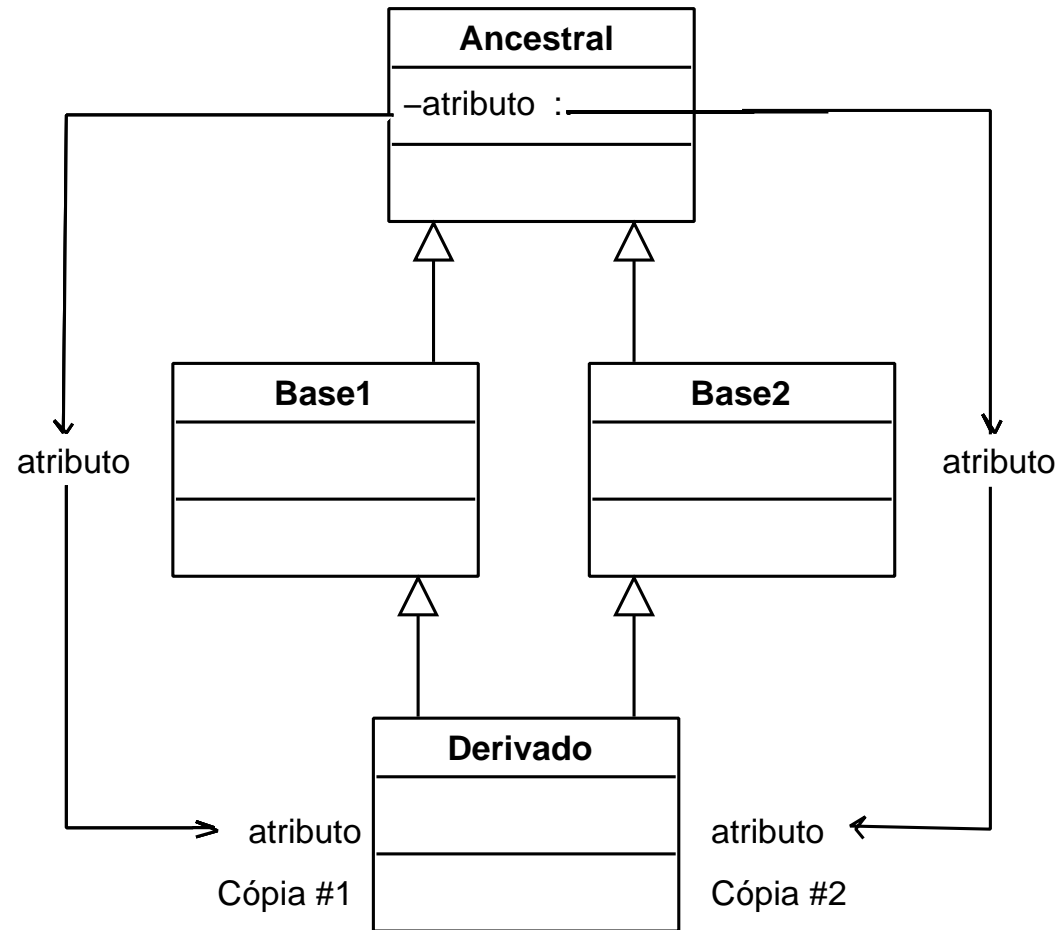 Ancestral
–atributo :
Base1
Base2
atributo
atributo
Derivado
atributo
atributo
Cópia #1
Cópia #2